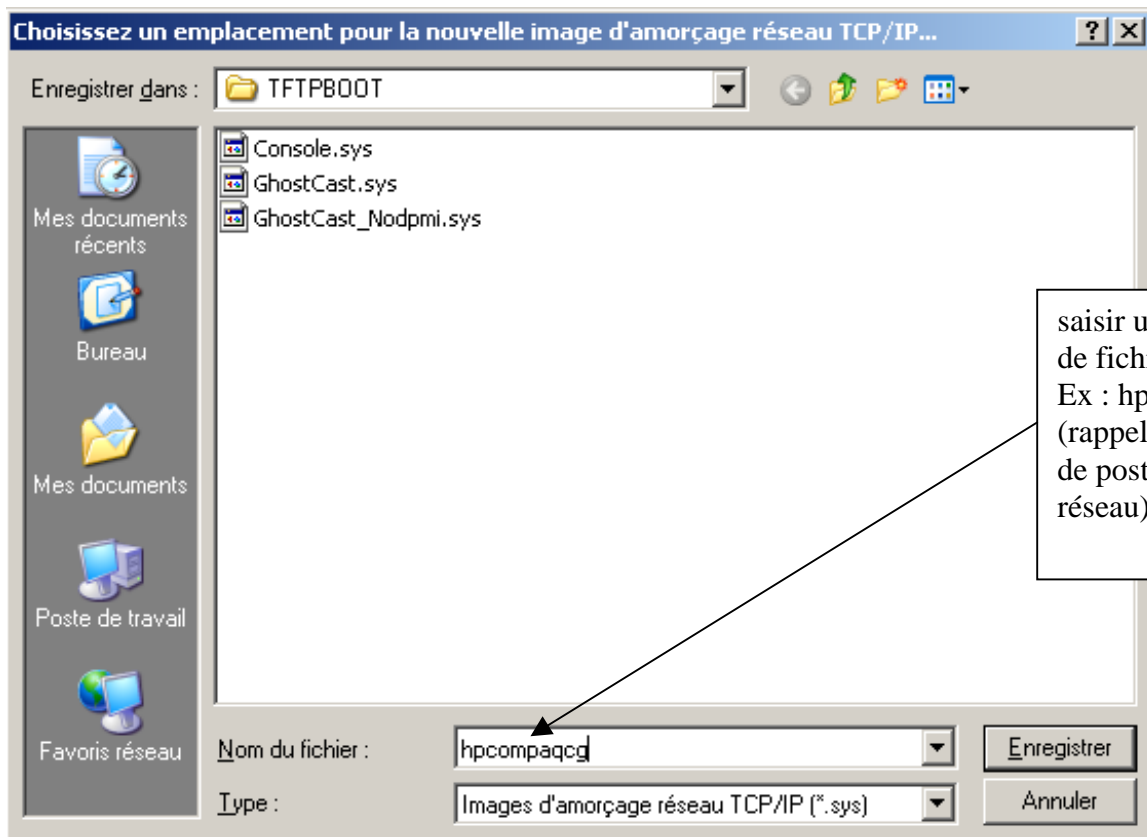 Choisissez un emplacement pour la nouvelle image d'amorçage réseau TCP/IP...
Enregistrer dans :
TFTPBOOT
Mes documents
récents
Bureau
Mes documents
Poste de travail
Favoris réseau
Console.sys
GhostCast.sys
GhostCast_Nodpmi.sys
saisir u
de fichi
Ex : hp
(rappel
de post
réseau)
Nom du fichier :
hpcompaqcg
Enregistrer
Type :
Images d'amorçage réseau TCP/IP (*.sys)
Annuler